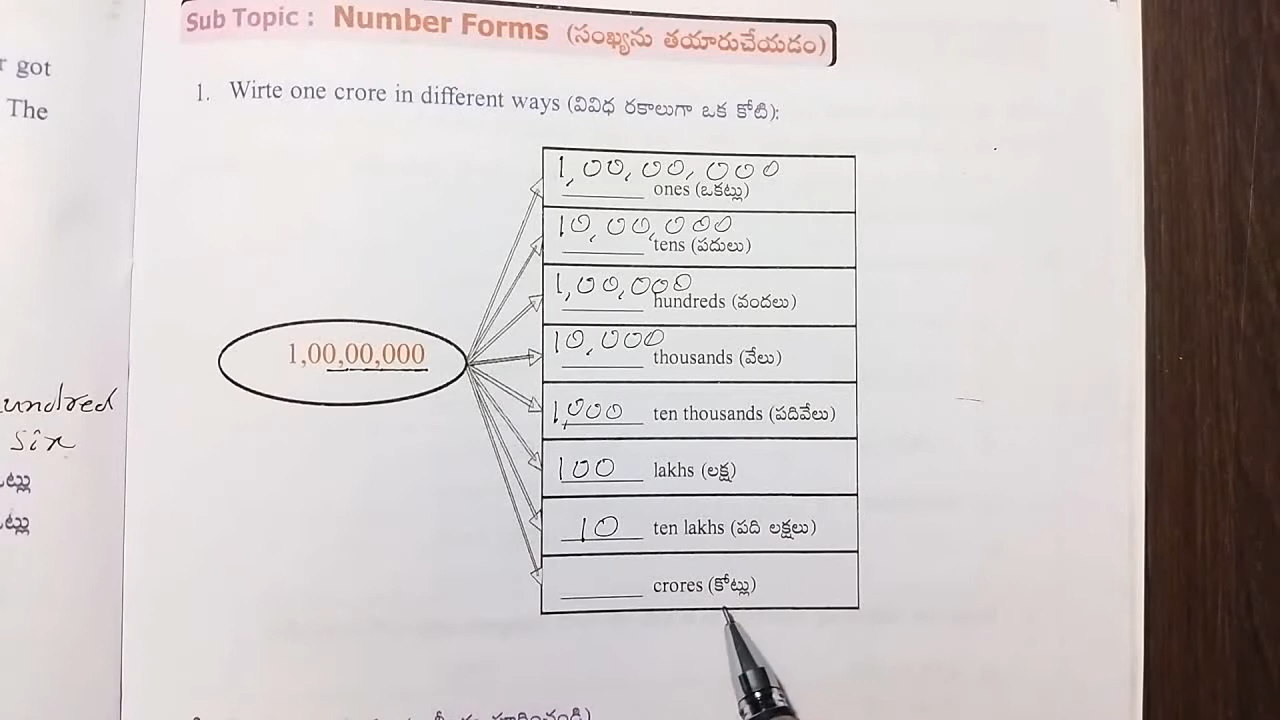 Sub Topic : Number Forms (సంఖ్యను తయారుచేయడం)
r got
The
1. Wirte one crore in different ways (వివిధ రకాలుగా ఒక కోటి):
1,00,00,000
ones (ఒకట్లు)
10,00,000
tens (పదులు)
1,00,000
hundreds (వందలు)
10,000
thousands (వేలు)
1,00,00,000
1,000 ten thousands (పదివేలు)
undred
six
100 lakhs (లక్ష)
ట్లు
10 ten lakhs (పది లక్షలు)
ట్లు
crores (కోట్లు)